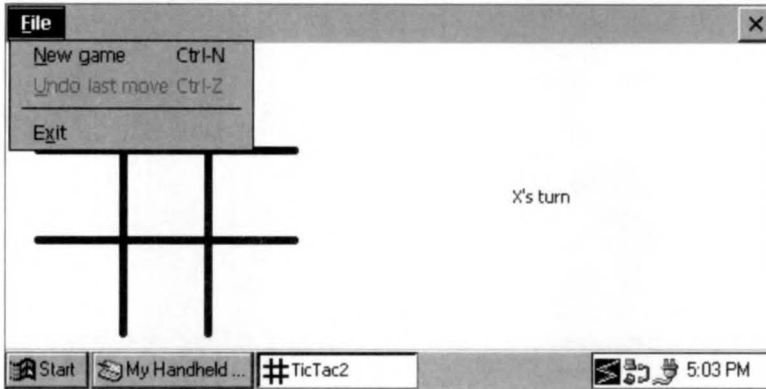 File
New game Ctrl-N
Undo last move Ctrl-Z
Exit
X's turn
Start My Handheld ... TicTac2 5:03 PM